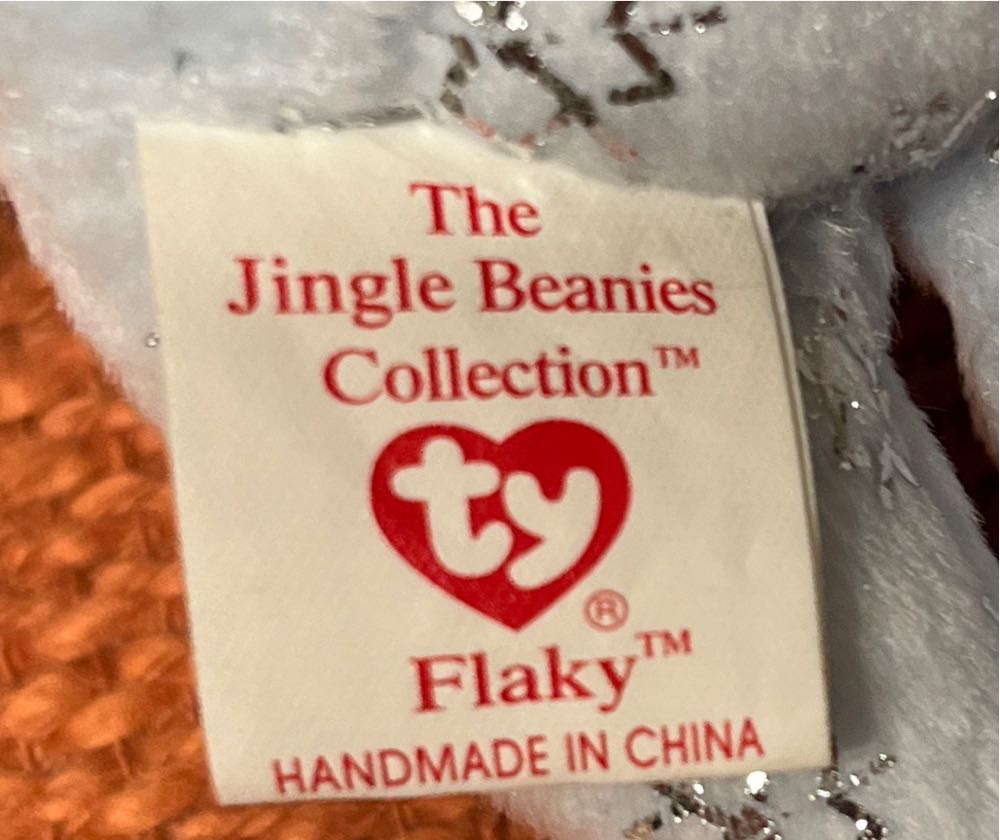 The
Jingle Beanies
Collection™
ty
®
Flaky™
HANDMADE IN CHINA